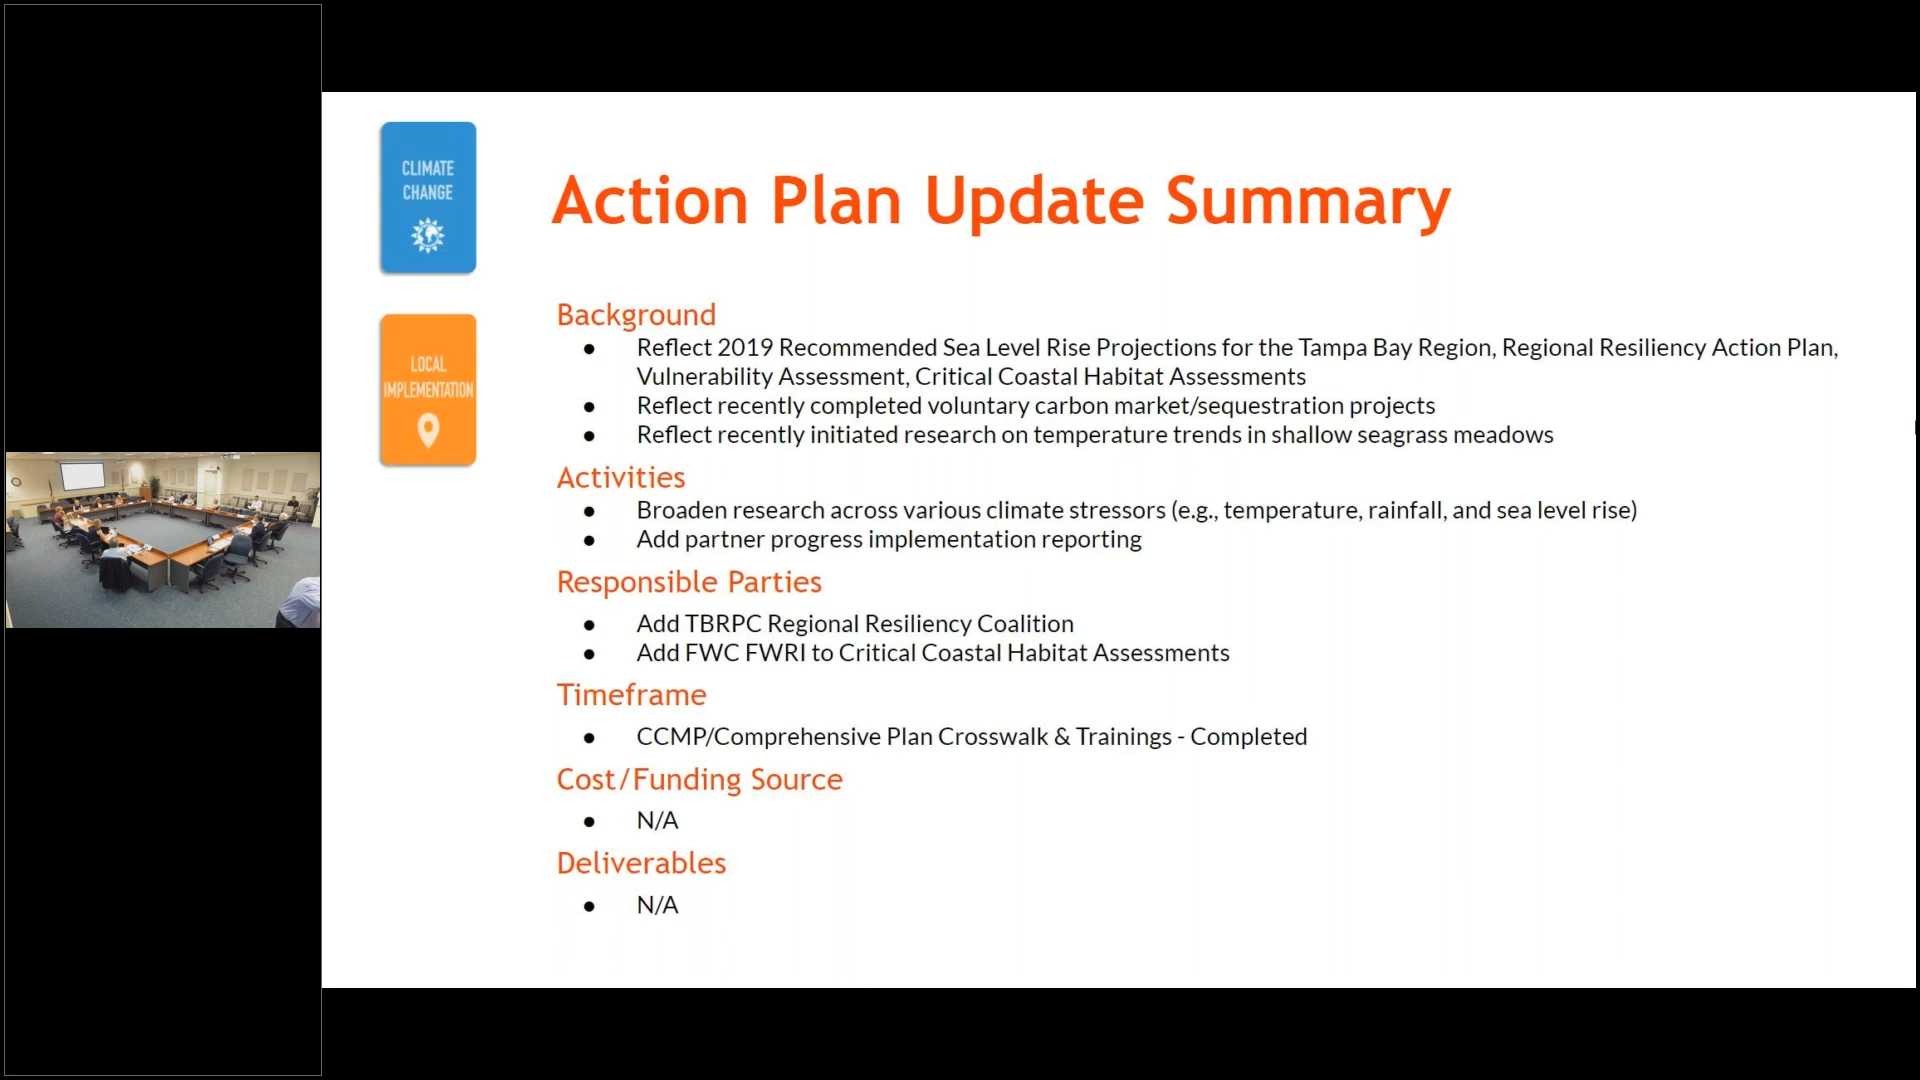 CLIMATE
CHANGE
LOCAL
IMPLEMENTATION
Action Plan Update Summary
Background
● Reflect 2019 Recommended Sea Level Rise Projections for the Tampa Bay Region, Regional Resiliency Action Plan,
Vulnerability Assessment, Critical Coastal Habitat Assessments
● Reflect recently completed voluntary carbon market/sequestration projects
● Reflect recently initiated research on temperature trends in shallow seagrass meadows
Activities
● Broaden research across various climate stressors (e.g., temperature, rainfall, and sea level rise)
● Add partner progress implementation reporting
Responsible Parties
● Add TBRPC Regional Resiliency Coalition
● Add FWC FWRI to Critical Coastal Habitat Assessments
Timeframe
● CCMP/Comprehensive Plan Crosswalk & Trainings - Completed
Cost/Funding Source
● N/A
Deliverables
● N/A